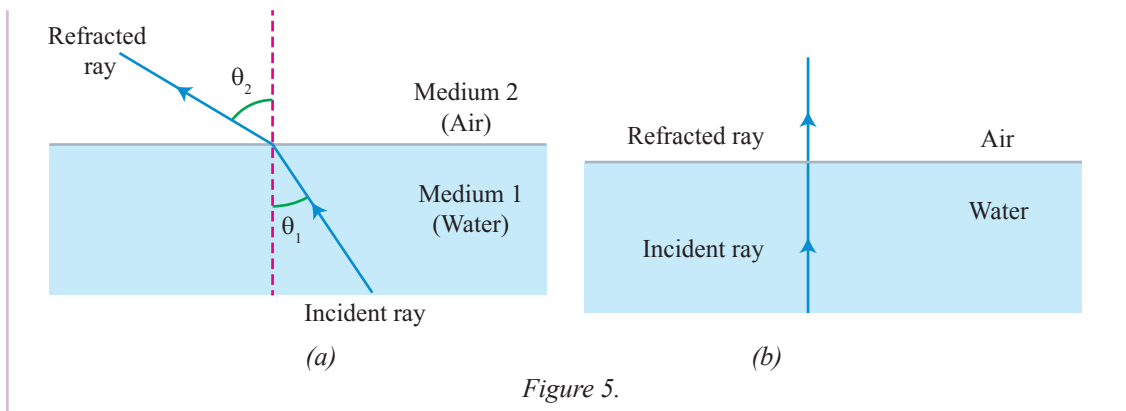 Refracted
ray
θ2
Medium 2
(Air)
Medium 1
(Water)
θ1
Incident ray
(a)
Refracted ray
Air
Water
Incident ray
(b)
Figure 5.